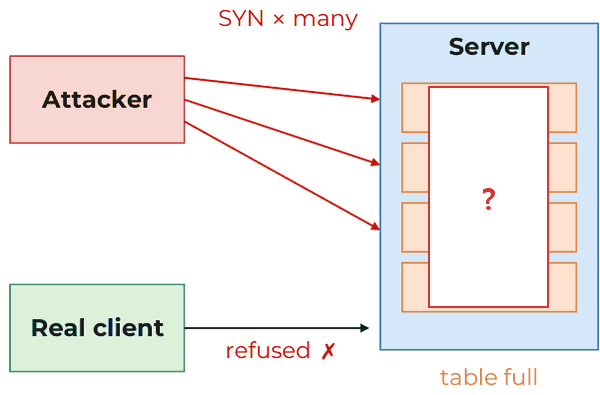 SYN × many
Attacker
Server
?
Real client
refused ✗
table full